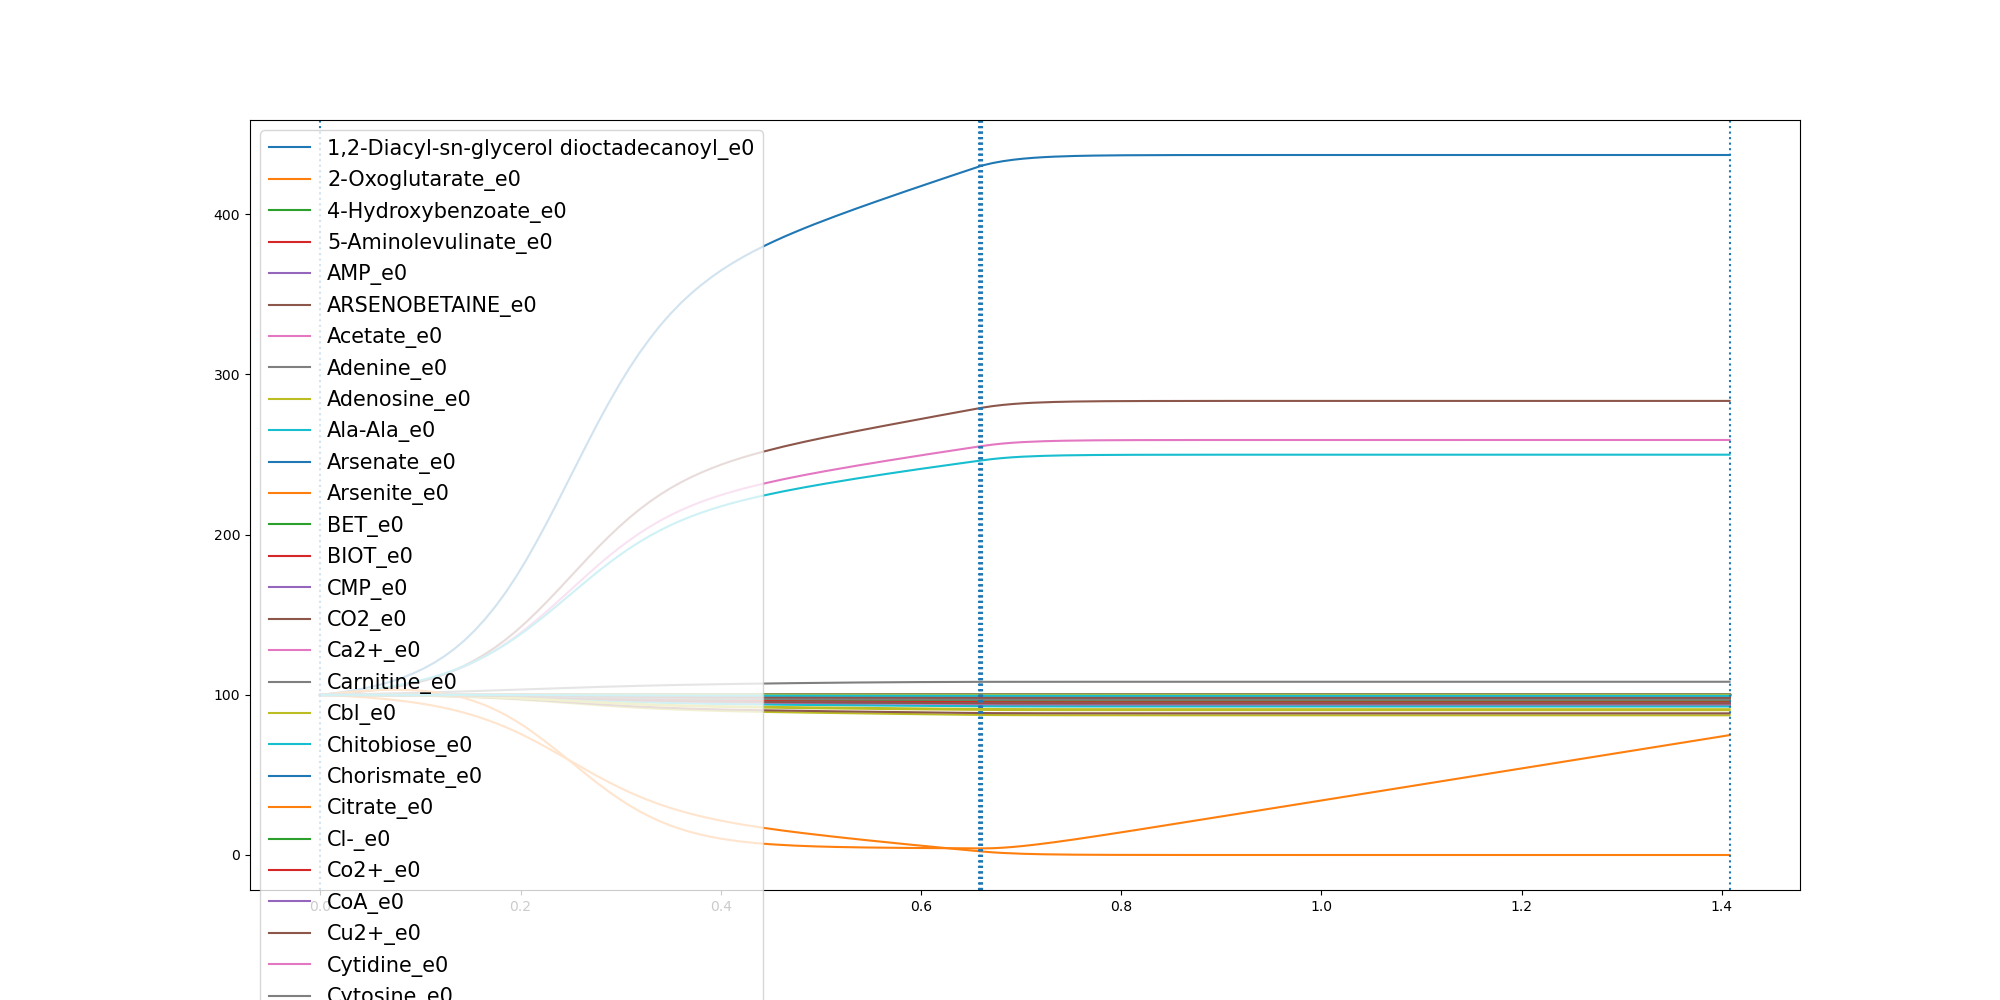 1,2-Diacyl-sn-glycerol dioctadecanoyl_e0
2-Oxoglutarate_e0
4-Hydroxybenzoate_e0
5-Aminolevulinate_e0
AMP_e0
ARSENOBETAINE_e0
Acetate_e0
Adenine_e0
Adenosine_e0
Ala-Ala_e0
Arsenate_e0
Arsenite_e0
BET_e0
BIOT_e0
CMP_e0
CO2_e0
Ca2+_e0
Carnitine_e0
Cbl_e0
Chitobiose_e0
Chorismate_e0
Citrate_e0
Cl-_e0
Co2+_e0
CoA_e0
Cu2+_e0
Cytidine_e0
Cytosine_e0
400
300
200
100
0
0.0 0.2 0.4 0.6 0.8 1.0 1.2 1.4